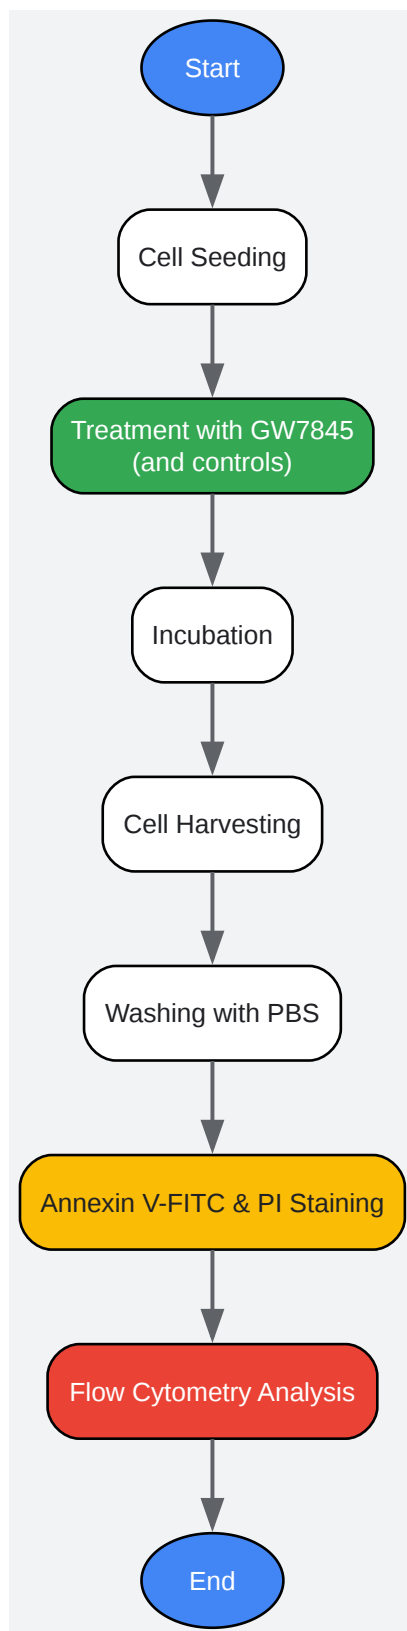 Start
Cell Seeding
Treatment with GW7845
(and controls)
Incubation
Cell Harvesting
Washing with PBS
Annexin V-FITC & PI Staining
Flow Cytometry Analysis
End